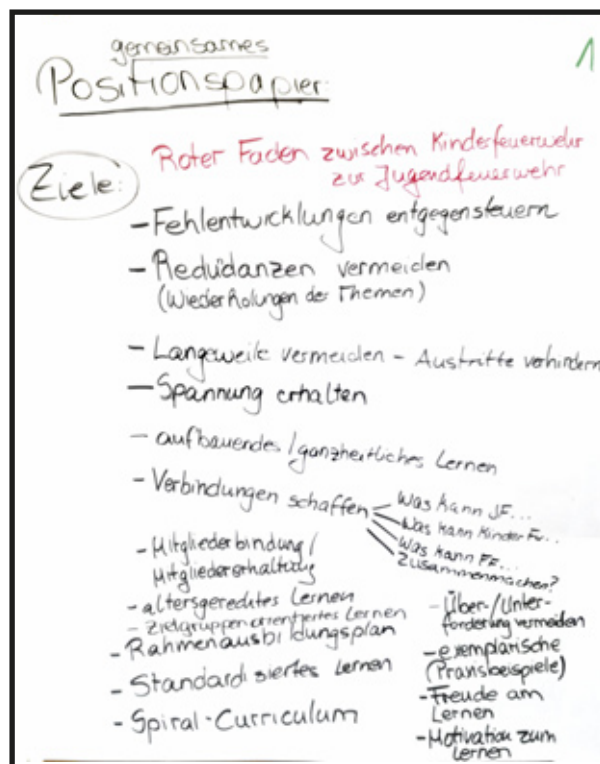 gemeinsames
Positionspapier:
1
Roter Faden zwischen Kinderfeuerwehr
zur Jugendfeuerwehr
Ziele:
- Fehlentwicklungen entgegensteuern
- Reduidanzen vermeiden
(Wiederholungen der Themen)
- Langeweile vermeiden - Austritte verhindern
- Spannung erhalten
- aufbauendes / ganzheitliches Lernen
- Verbindungen schaffen
Was kann JF...
Was kann Kinder Fw...
Was kann FF...
Zusammenmachen?
- Mitgliederbindung /
Mitgliedererhaltung
- altersgerechtes Lernen
- Zielgruppenorientiertes Lernen
- Rahmenausbildungsplan
- Standardisiertes Lernen
- Spiral-Curriculum
- Über-/Unter-
forderung vermeiden
- exemplarische
(Praxisbeispiele)
- Freude am
Lernen
- Motivation zum
Lernen